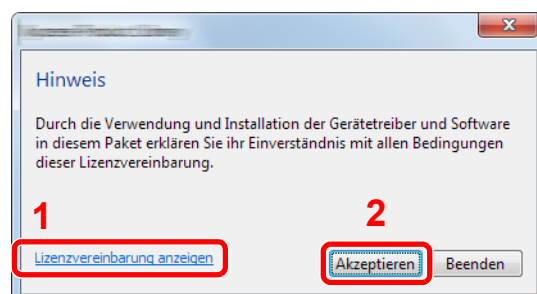 Hinweis
Durch die Verwendung und Installation der Gerätetreiber und Software
in diesem Paket erklären Sie ihr Einverständnis mit allen Bedingungen
dieser Lizenzvereinbarung.
1
2
Lizenzvereinbarung anzeigen
Akzeptieren
Beenden